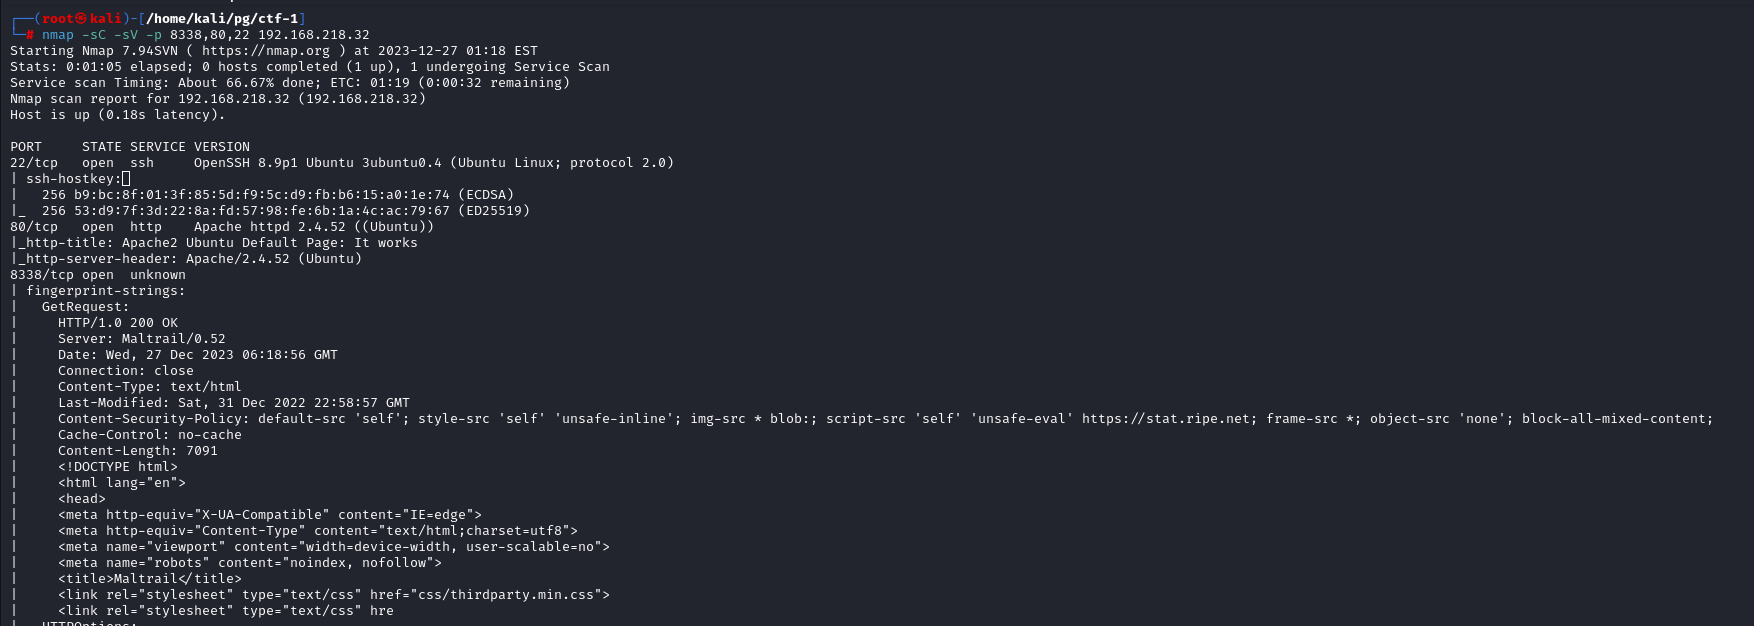 ┌──(root㉿kali)-[/home/kali/pg/ctf-1]
└─# nmap -sC -sV -p 8338,80,22 192.168.218.32
Starting Nmap 7.94SVN ( https://nmap.org ) at 2023-12-27 01:18 EST
Stats: 0:01:05 elapsed; 0 hosts completed (1 up), 1 undergoing Service Scan
Service scan Timing: About 66.67% done; ETC: 01:19 (0:00:32 remaining)
Nmap scan report for 192.168.218.32 (192.168.218.32)
Host is up (0.18s latency).

PORT     STATE SERVICE VERSION
22/tcp   open  ssh     OpenSSH 8.9p1 Ubuntu 3ubuntu0.4 (Ubuntu Linux; protocol 2.0)
| ssh-hostkey:
|   256 b9:bc:8f:01:3f:85:5d:f9:5c:d9:fb:b6:15:a0:1e:74 (ECDSA)
|_  256 53:d9:7f:3d:22:8a:fd:57:98:fe:6b:1a:4c:ac:79:67 (ED25519)
80/tcp   open  http    Apache httpd 2.4.52 ((Ubuntu))
|_http-title: Apache2 Ubuntu Default Page: It works
|_http-server-header: Apache/2.4.52 (Ubuntu)
8338/tcp open  unknown
| fingerprint-strings:
|   GetRequest:
|     HTTP/1.0 200 OK
|     Server: Maltrail/0.52
|     Date: Wed, 27 Dec 2023 06:18:56 GMT
|     Connection: close
|     Content-Type: text/html
|     Last-Modified: Sat, 31 Dec 2022 22:58:57 GMT
|     Content-Security-Policy: default-src 'self'; style-src 'self' 'unsafe-inline'; img-src * blob:; script-src 'self' 'unsafe-eval' https://stat.ripe.net; frame-src *; object-src 'none'; block-all-mixed-content;
|     Cache-Control: no-cache
|     Content-Length: 7091
|     <!DOCTYPE html>
|     <html lang="en">
|     <head>
|     <meta http-equiv="X-UA-Compatible" content="IE=edge">
|     <meta http-equiv="Content-Type" content="text/html;charset=utf8">
|     <meta name="viewport" content="width=device-width, user-scalable=no">
|     <meta name="robots" content="noindex, nofollow">
|     <title>Maltrail</title>
|     <link rel="stylesheet" type="text/css" href="css/thirdparty.min.css">
|     <link rel="stylesheet" type="text/css" hre
|   HTTPOptions: